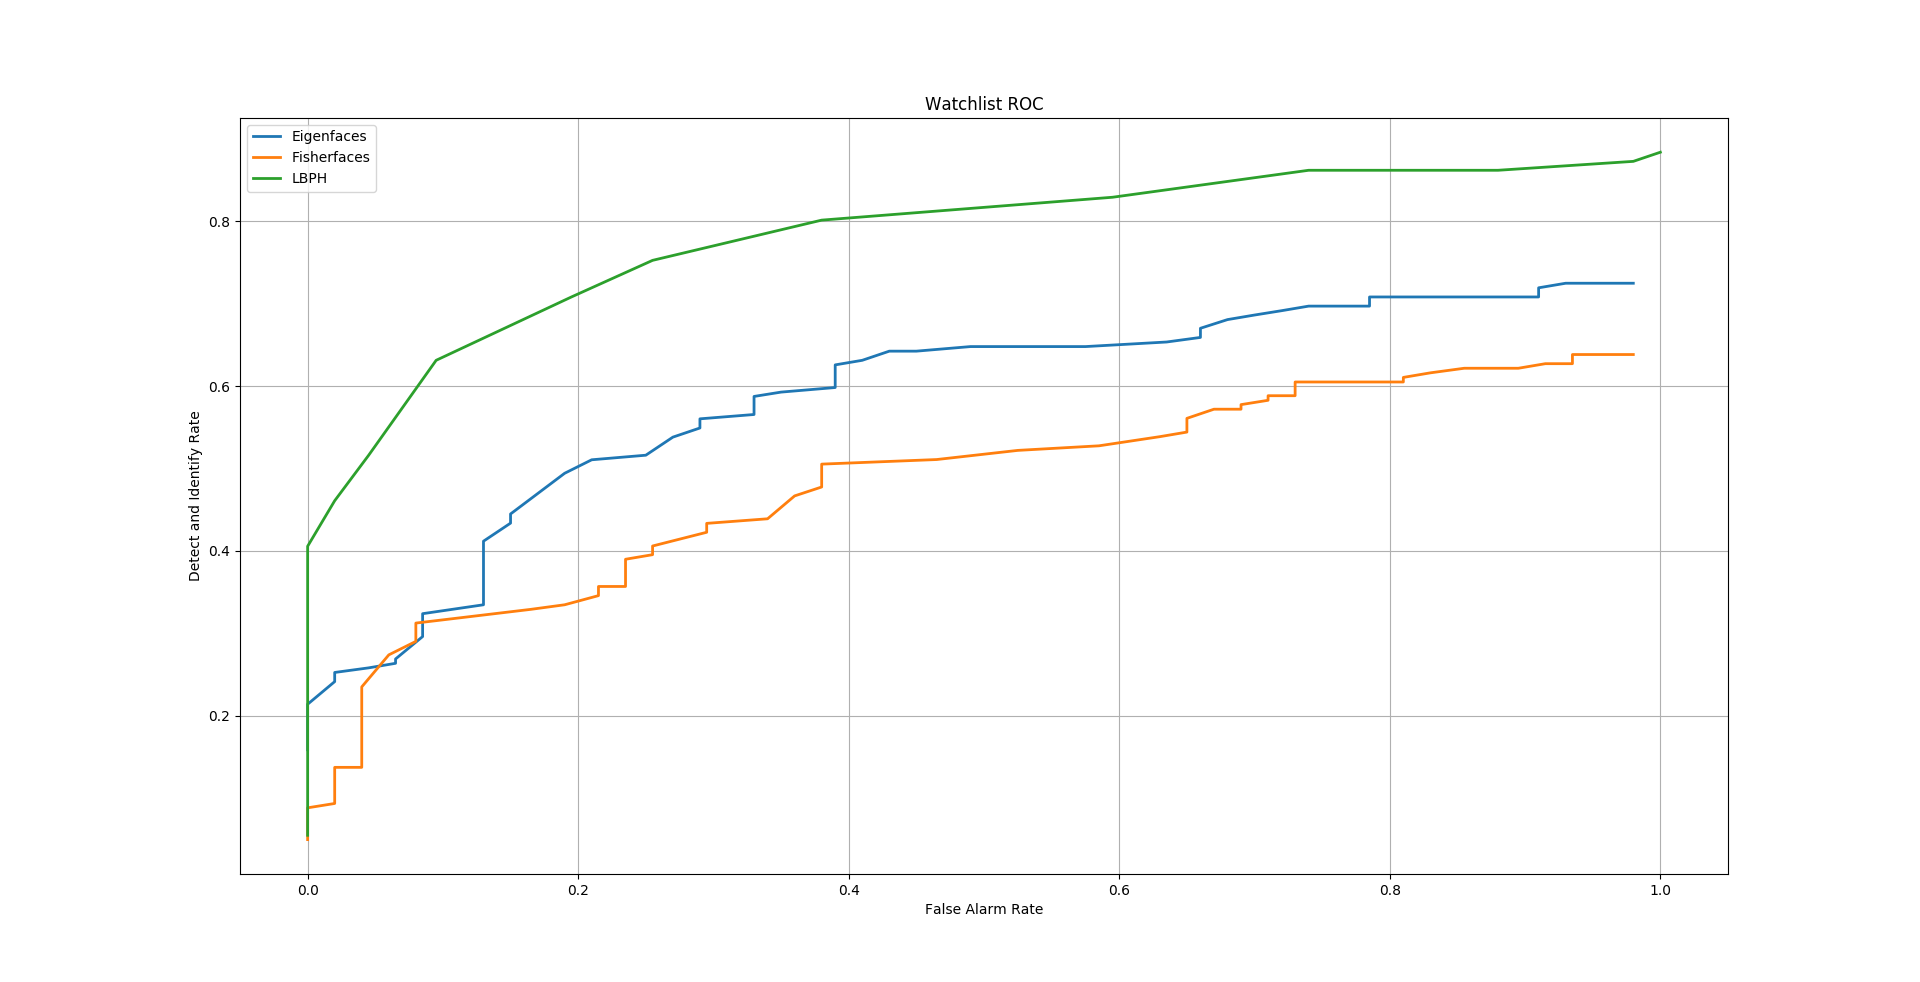 Watchlist ROC
Eigenfaces
Fisherfaces
LBPH
Detect and Identify Rate
0.8
0.6
0.4
0.2
0.0 0.2 0.4 0.6 0.8 1.0
False Alarm Rate